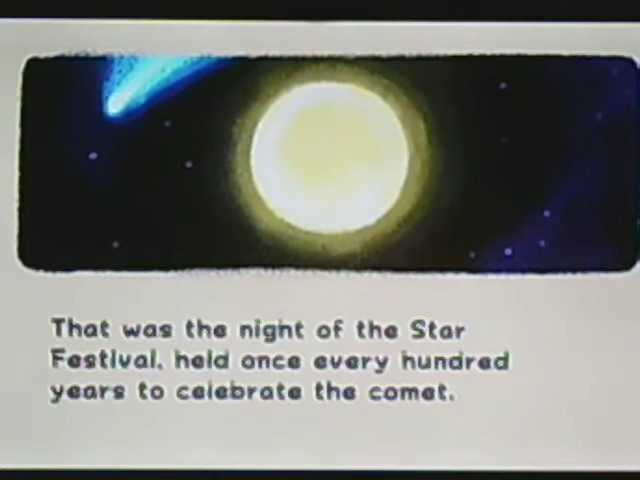 That was the night of the Star
Festival, held once every hundred
years to celebrate the comet.